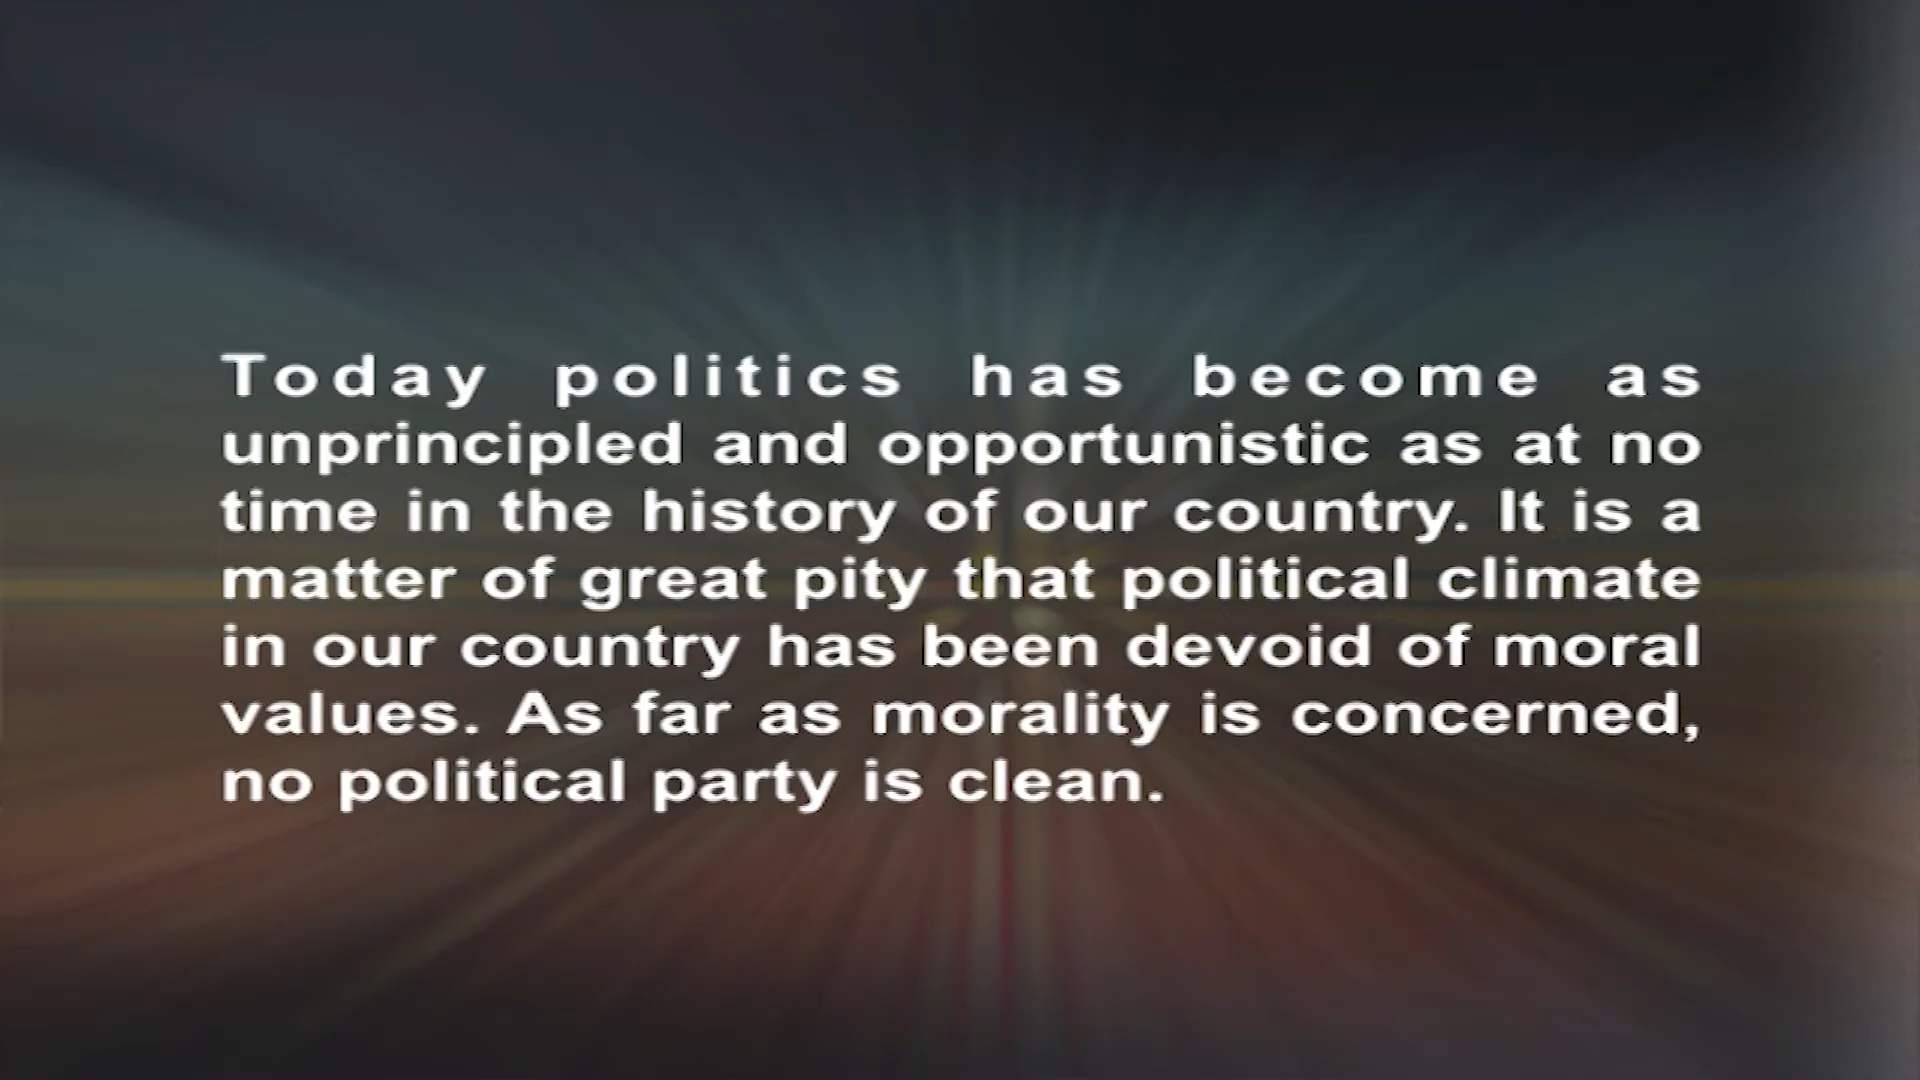 Today politics has become as
unprincipled and opportunistic as at no
time in the history of our country. It is a
matter of great pity that political climate
in our country has been devoid of moral
values. As far as morality is concerned,
no political party is clean.